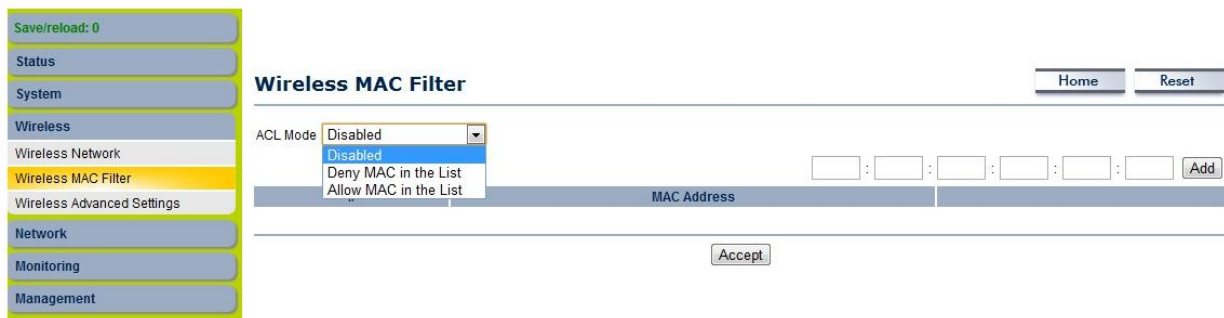 Save/reload: 0
Status
System
Wireless
Wireless Network
Wireless MAC Filter
Wireless Advanced Settings
Network
Monitoring
Management
Wireless MAC Filter
Home
Reset
ACL Mode Disabled
Disabled
Deny MAC in the List
Allow MAC in the List
: : : : : Add
MAC Address
Accept